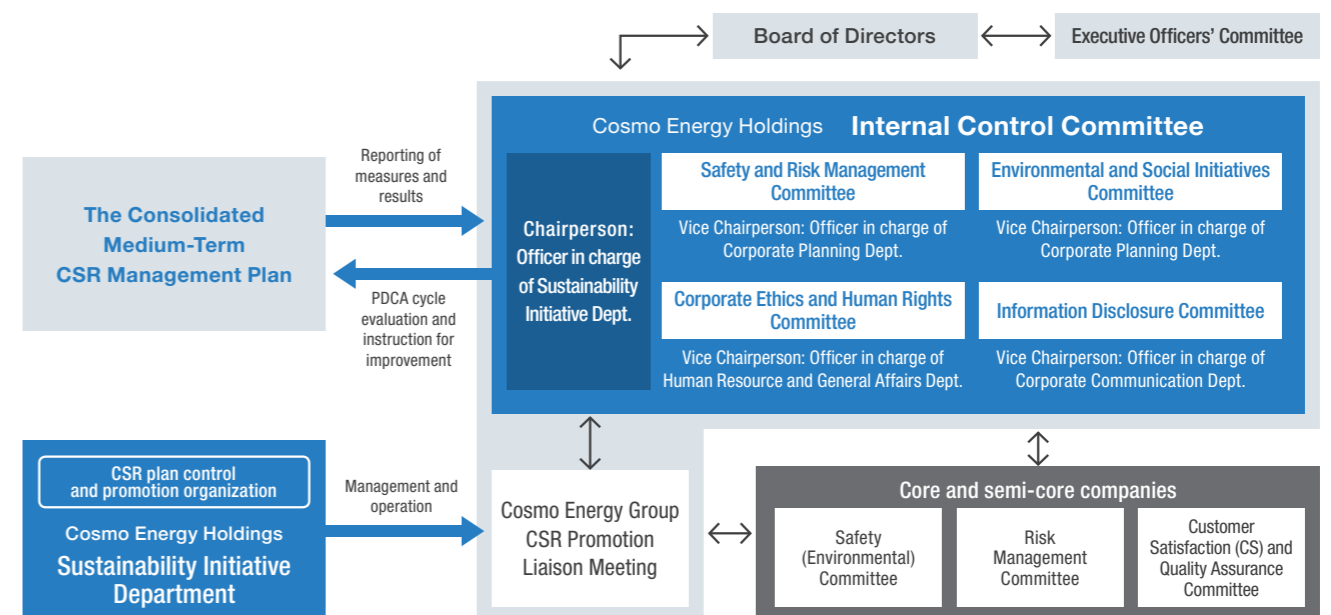 Board of Directors
Executive Officers' Committee
Cosmo Energy Holdings Internal Control Committee
The Consolidated
Medium-Term
CSR Management Plan
Reporting of
measures and
results
PDCA cycle
evaluation and
instruction for
improvement
Chairperson:
Officer in charge
of Sustainability
Initiative Dept.
Safety and Risk Management
Committee
Vice Chairperson: Officer in charge of
Corporate Planning Dept.
Environmental and Social Initiatives
Committee
Vice Chairperson: Officer in charge of
Corporate Planning Dept.
Corporate Ethics and Human Rights
Committee
Vice Chairperson: Officer in charge of
Human Resource and General Affairs Dept.
Information Disclosure Committee
Vice Chairperson: Officer in charge of
Corporate Communication Dept.
CSR plan control
and promotion organization
Cosmo Energy Holdings
Sustainability Initiative
Department
Management and
operation
Cosmo Energy Group
CSR Promotion
Liaison Meeting
Core and semi-core companies
Safety
(Environmental)
Committee
Risk
Management
Committee
Customer
Satisfaction (CS) and
Quality Assurance
Committee